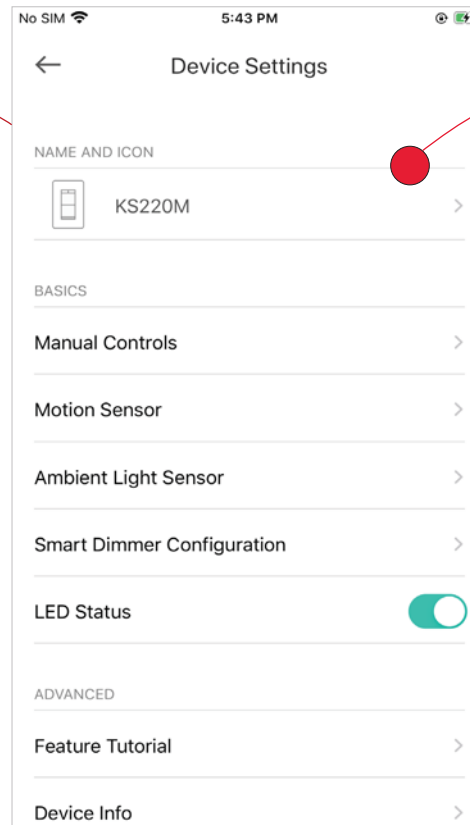 No SIM 5:43 PM
Device Settings
NAME AND ICON
KS220M
BASICS
Manual Controls
Motion Sensor
Ambient Light Sensor
Smart Dimmer Configuration
LED Status
ADVANCED
Feature Tutorial
Device Info